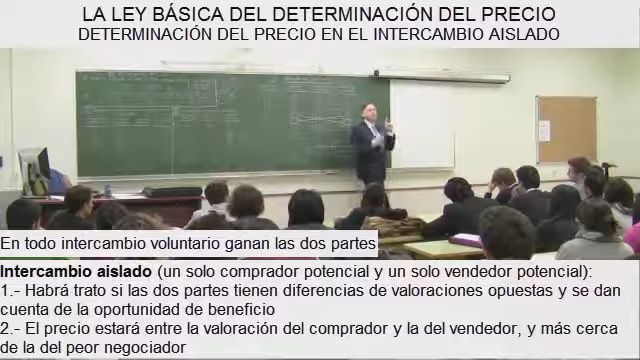 LA LEY BÁSICA DEL DETERMINACIÓN DEL PRECIO
DETERMINACIÓN DEL PRECIO EN EL INTERCAMBIO AISLADO
En todo intercambio voluntario ganan las dos partes
Intercambio aislado (un solo comprador potencial y un solo vendedor potencial):
1.- Habrá trato si las dos partes tienen diferencias de valoraciones opuestas y se dan
cuenta de la oportunidad de beneficio
2.- El precio estará entre la valoración del comprador y la del vendedor, y más cerca
de la del peor negociador